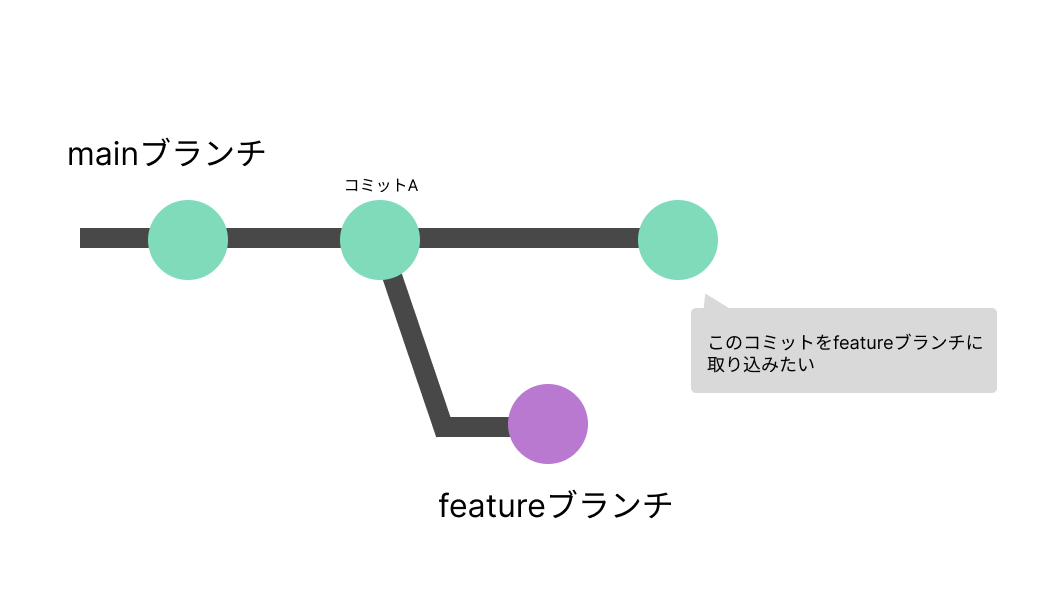 mainブランチ
コミットA
このコミットをfeatureブランチに
取り込みたい
featureブランチ